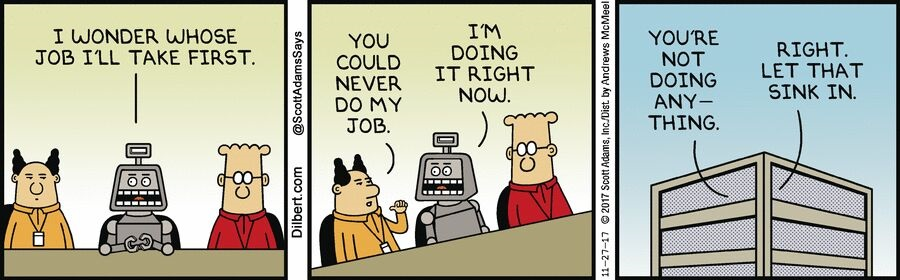 I WONDER WHOSE
JOB I'LL TAKE FIRST.
Dilbert.com @ScottAdamsSays
YOU
COULD
NEVER
DO MY
JOB.
I'M
DOING
IT RIGHT
NOW.
11-27-17 © 2017 Scott Adams, Inc./Dist. by Andrews McMeel
YOU'RE
NOT
DOING
ANY-
THING.
RIGHT.
LET THAT
SINK IN.